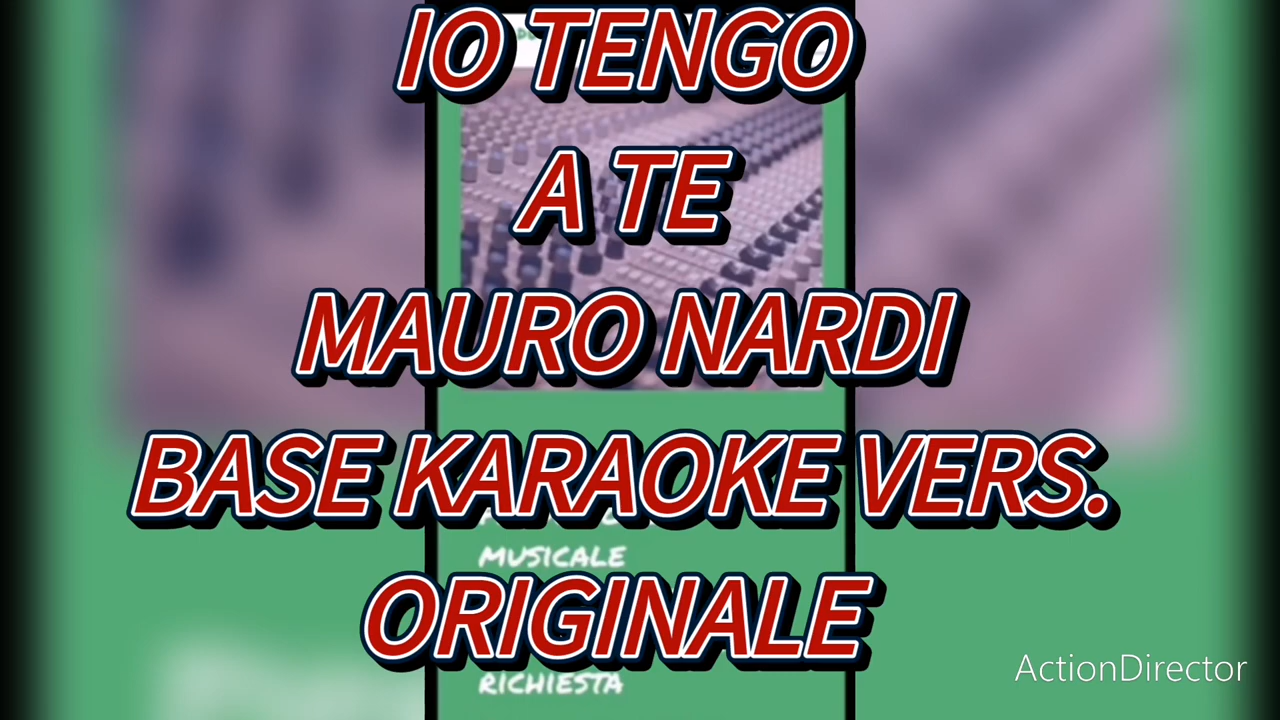 IO TENGO
A TE
MAURO NARDI
BASE KARAOKE VERS.
MUSICALE
ORIGINALE
RICHIESTA
ActionDirector